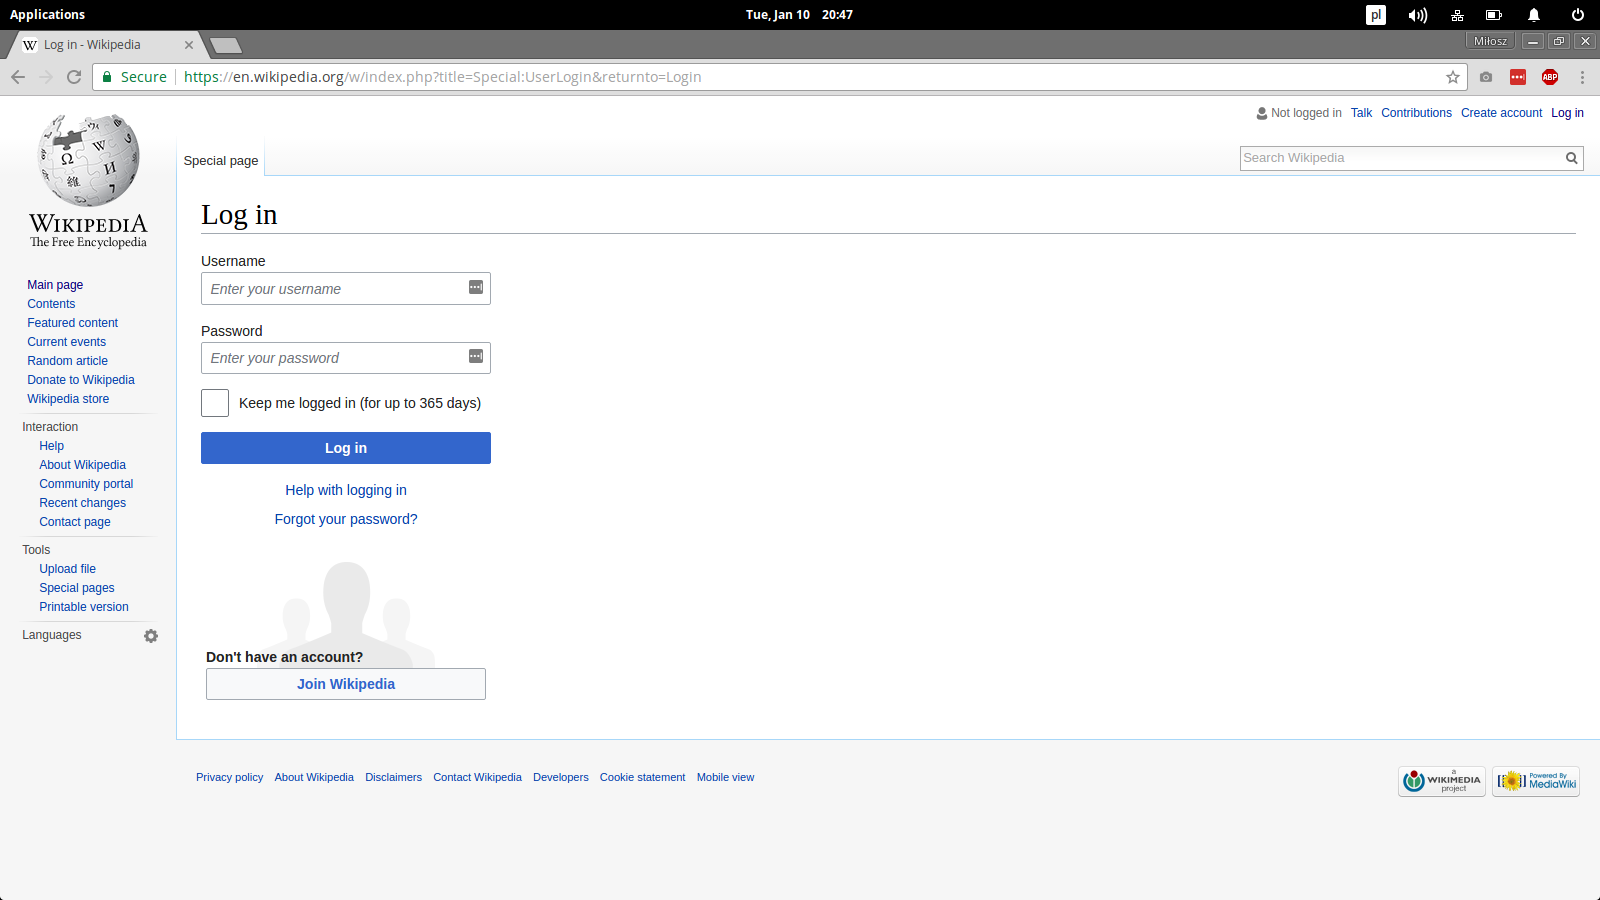 Applications Tue, Jan 10 20:47 pl
Log in - Wikipedia Miłosz
Secure https://en.wikipedia.org/w/index.php?title=Special:UserLogin&returnto=Login ABP
Not logged in Talk Contributions Create account Log in
Special page Search Wikipedia
WIKIPEDIA
The Free Encyclopedia
Main page
Contents
Featured content
Current events
Random article
Donate to Wikipedia
Wikipedia store
Interaction
Help
About Wikipedia
Community portal
Recent changes
Contact page
Tools
Upload file
Special pages
Printable version
Languages
Log in
Username
Enter your username
Password
Enter your password
Keep me logged in (for up to 365 days)
Log in
Help with logging in
Forgot your password?
Don't have an account?
Join Wikipedia
Privacy policy About Wikipedia Disclaimers Contact Wikipedia Developers Cookie statement Mobile view
a
WIKIMEDIA
project
Powered By
MediaWiki